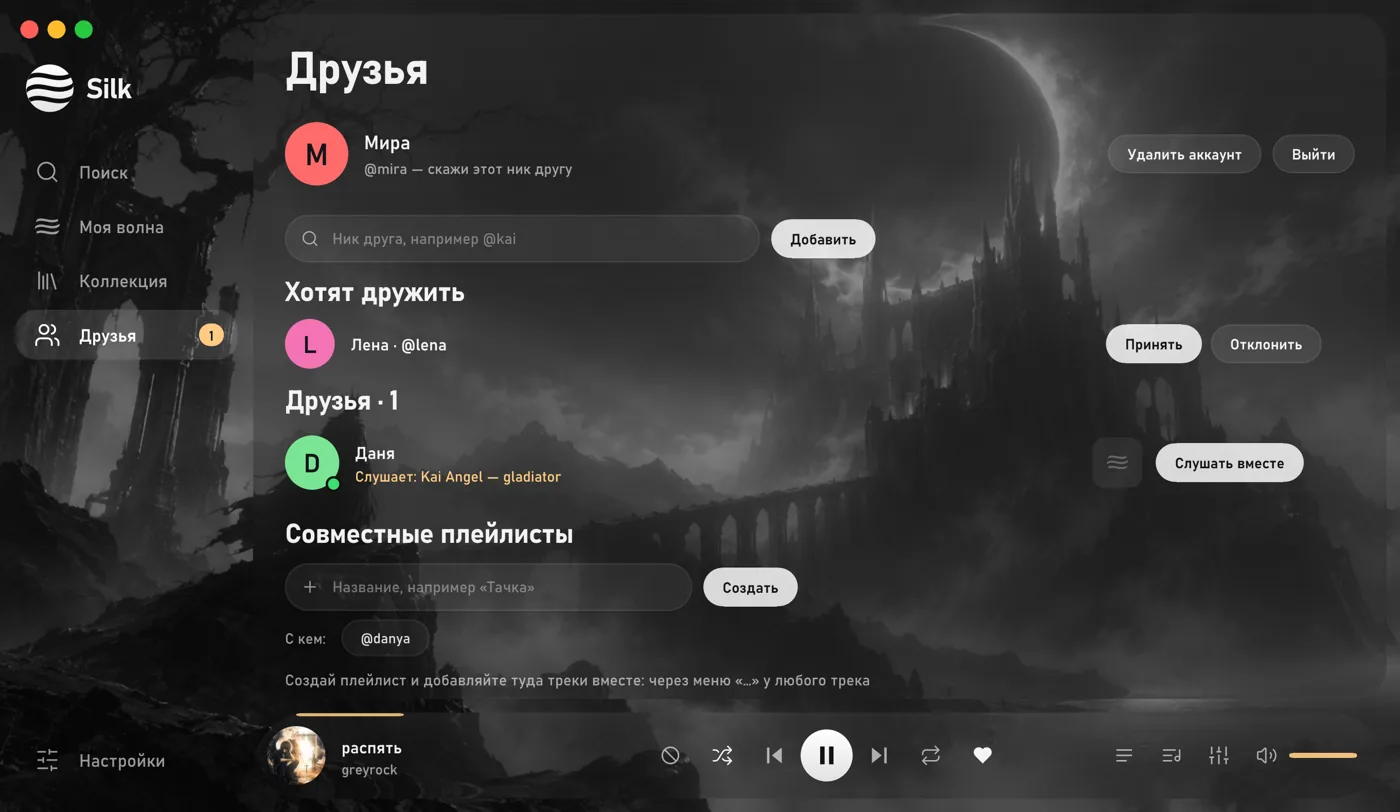 Silk
Поиск
Моя волна
Коллекция
Друзья
1
Настройки
Друзья
М
Мира
@mira — скажи этот ник другу
Удалить аккаунт
Выйти
Ник друга, например @kai
Добавить
Хотят дружить
L
Лена · @lena
Принять
Отклонить
Друзья · 1
D
Даня
Слушает: Kai Angel — gladiator
Слушать вместе
Совместные плейлисты
Название, например «Тачка»
Создать
С кем:
@danya
Создай плейлист и добавляйте туда треки вместе: через меню «…» у любого трека
распять
greyrock